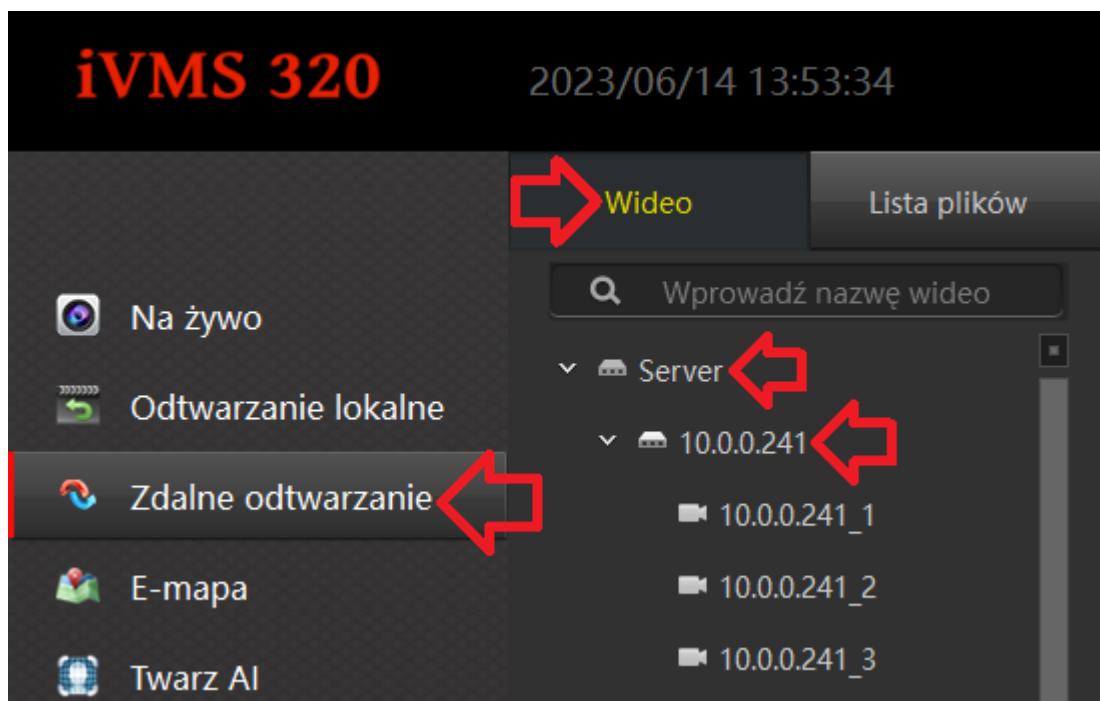 iVMS 320
2023/06/14 13:53:34
Wideo
Lista plików
Wprowadź nazwę wideo
Na żywo
Odtwarzanie lokalne
Zdalne odtwarzanie
E-mapa
Twarz AI
Server
10.0.0.241
10.0.0.241_1
10.0.0.241_2
10.0.0.241_3